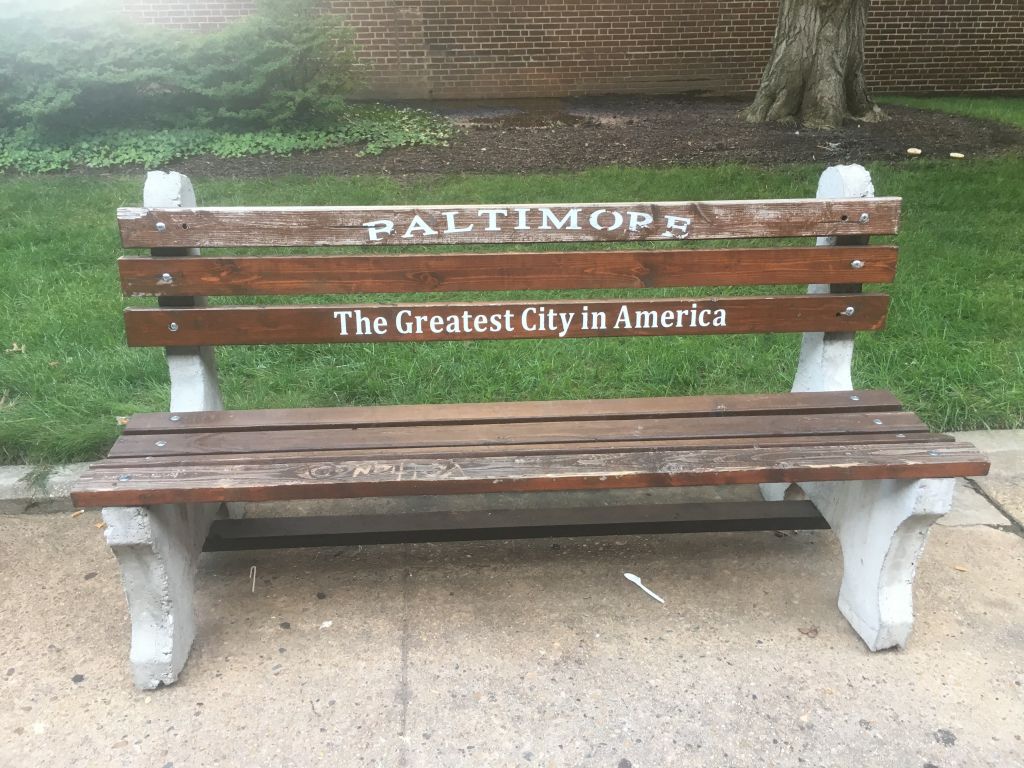 BALTIMORE
The Greatest City in America